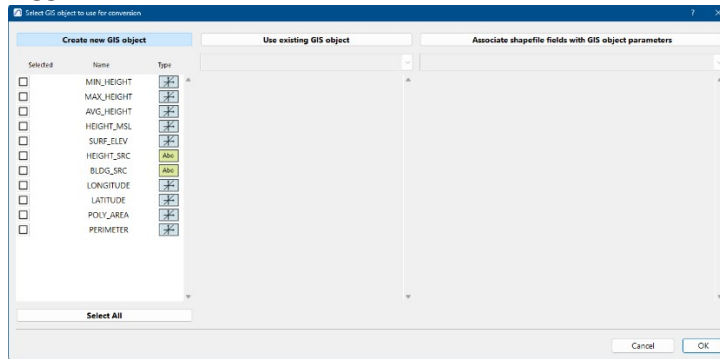 Select GIS object to use for conversion
Create new GIS object
Use existing GIS object
Associate shapefile fields with GIS object parameters
Selected Name Type
MIN_HEIGHT
MAX_HEIGHT
AVG_HEIGHT
HEIGHT_MSL
SURF_ELEV
HEIGHT_SRC Abc
BLDG_SRC Abc
LONGITUDE
LATITUDE
POLY_AREA
PERIMETER
Select All
Cancel OK